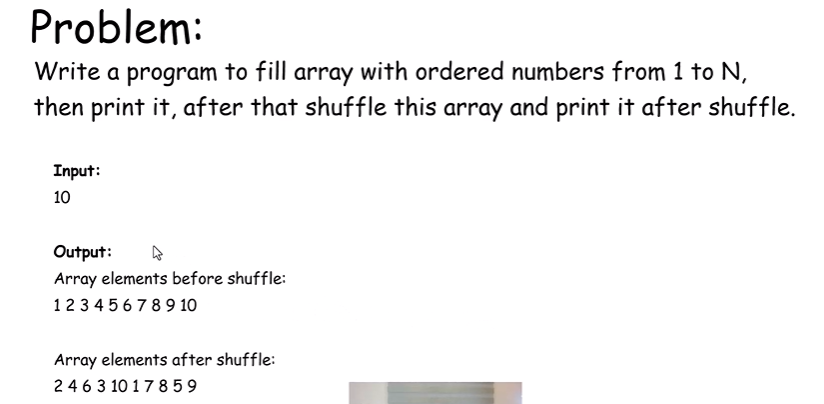 Problem:
Write a program to fill array with ordered numbers from 1 to N,
then print it, after that shuffle this array and print it after shuffle.
Input:
10
Output:
Array elements before shuffle:
1 2 3 4 5 6 7 8 9 10
Array elements after shuffle:
2 4 6 3 10 1 7 8 5 9